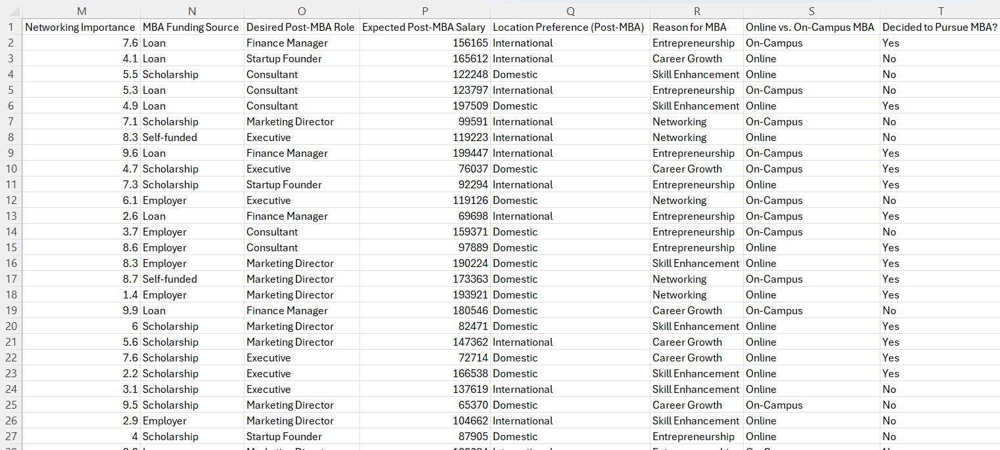 M N O P Q R S T
1 Networking Importance MBA Funding Source Desired Post-MBA Role Expected Post-MBA Salary Location Preference (Post-MBA) Reason for MBA Online vs. On-Campus MBA Decided to Pursue MBA?
2 7.6 Loan Finance Manager 156165 International Entrepreneurship On-Campus Yes
3 4.1 Loan Startup Founder 165612 International Career Growth Online No
4 5.5 Scholarship Consultant 122248 Domestic Skill Enhancement Online No
5 5.3 Loan Consultant 123797 International Entrepreneurship On-Campus No
6 4.9 Loan Consultant 197509 Domestic Skill Enhancement Online Yes
7 7.1 Scholarship Marketing Director 99591 International Networking On-Campus No
8 8.3 Self-funded Executive 119223 International Networking Online No
9 9.6 Loan Finance Manager 199447 International Entrepreneurship On-Campus Yes
10 4.7 Scholarship Executive 76037 Domestic Career Growth On-Campus Yes
11 7.3 Scholarship Startup Founder 92294 International Entrepreneurship Online Yes
12 6.1 Employer Executive 119126 Domestic Networking On-Campus No
13 2.6 Loan Finance Manager 69698 International Entrepreneurship On-Campus Yes
14 3.7 Employer Consultant 159371 Domestic Entrepreneurship On-Campus No
15 8.6 Employer Consultant 97889 Domestic Entrepreneurship Online Yes
16 8.3 Employer Marketing Director 190224 Domestic Skill Enhancement Online Yes
17 8.7 Self-funded Marketing Director 173363 Domestic Networking On-Campus Yes
18 1.4 Employer Marketing Director 193921 Domestic Networking Online Yes
19 9.9 Loan Finance Manager 180546 Domestic Career Growth On-Campus No
20 6 Scholarship Marketing Director 82471 Domestic Skill Enhancement Online Yes
21 5.6 Scholarship Marketing Director 147362 International Career Growth Online Yes
22 7.6 Scholarship Executive 72714 Domestic Career Growth Online Yes
23 2.2 Scholarship Executive 166538 Domestic Skill Enhancement Online Yes
24 3.1 Scholarship Executive 137619 International Skill Enhancement Online No
25 9.5 Scholarship Marketing Director 65370 Domestic Career Growth On-Campus No
26 2.9 Employer Marketing Director 104662 International Skill Enhancement Online No
27 4 Scholarship Startup Founder 87905 Domestic Entrepreneurship Online No